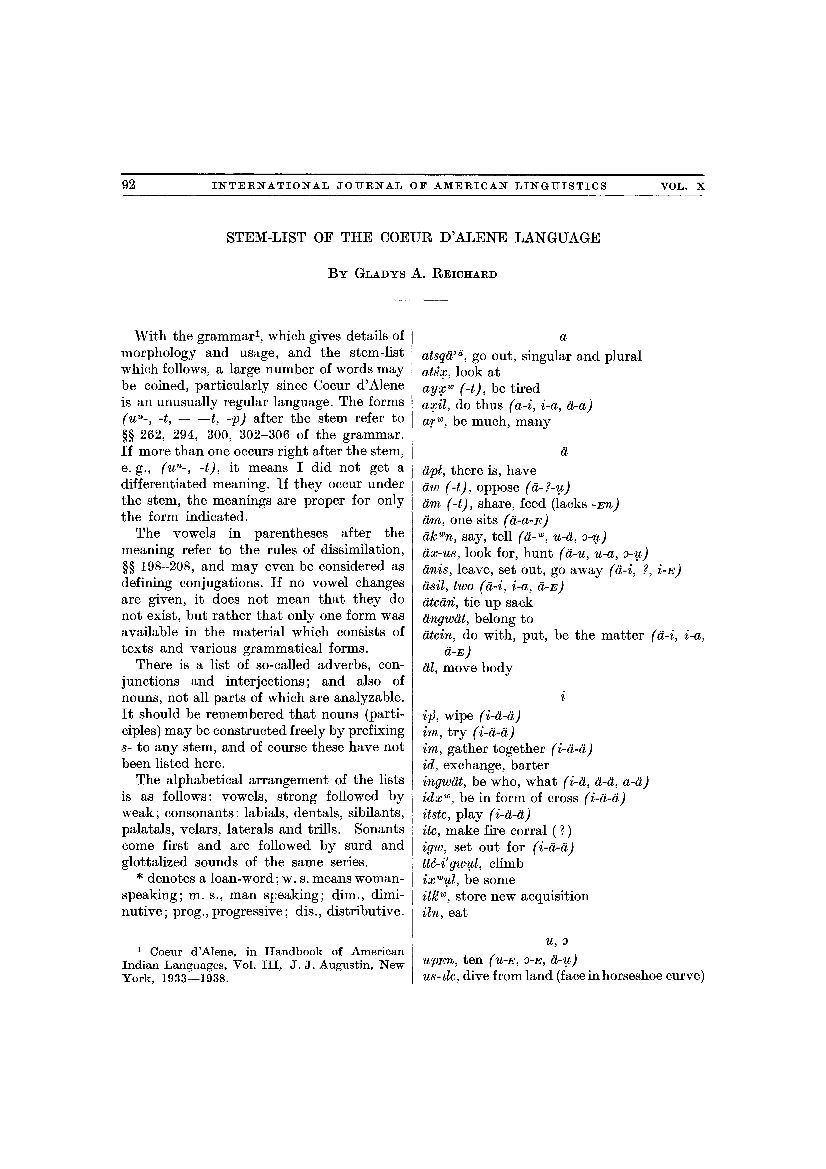 92 INTERNATIONAL JOURNAL OF AMERICAN LINGUISTICS VOL. X
STEM-LIST OF THE COEUR D'ALENE LANGUAGE
BY GLADYS A. REICHARD
With the grammar¹, which gives details of
morphology and usage, and the stem-list
which follows, a large number of words may
be coined, particularly since Coeur d'Alene
is an unusually regular language. The forms
(uⁿ-, -t, — —t, -p) after the stem refer to
§§ 262, 294, 300, 302–306 of the grammar.
If more than one occurs right after the stem,
e. g., (uⁿ-, -t), it means I did not get a
differentiated meaning. If they occur under
the stem, the meanings are proper for only
the form indicated.
The vowels in parentheses after the
meaning refer to the rules of dissimilation,
§§ 198–208, and may even be considered as
defining conjugations. If no vowel changes
are given, it does not mean that they do
not exist, but rather that only one form was
available in the material which consists of
texts and various grammatical forms.
There is a list of so-called adverbs, con-
junctions and interjections; and also of
nouns, not all parts of which are analyzable.
It should be remembered that nouns (parti-
ciples) may be constructed freely by prefixing
s- to any stem, and of course these have not
been listed here.
The alphabetical arrangement of the lists
is as follows: vowels, strong followed by
weak; consonants: labials, dentals, sibilants,
palatals, velars, laterals and trills. Sonants
come first and are followed by surd and
glottalized sounds of the same series.
* denotes a loan-word; w. s. means woman-
speaking; m. s., man speaking; dim., dimi-
nutive; prog., progressive; dis., distributive.
¹ Coeur d'Alene, in Handbook of American
Indian Languages, Vol. III, J. J. Augustin, New
York, 1933—1938.
a
atsqä'ᵃ, go out, singular and plural
look at
ayx̣ʷ (-t), be tired
ax̣il, do thus (a-i, i-a, ä-a)
aṛʷ, be much, many
ä
äpł, there is, have
äw (-t), oppose (ä-?-ụ)
äm (-t), share, feed (lacks -ᴇn)
äm, one sits (ä-a-ᴇ)
äkʷn, say, tell (ä-ʷ, u-ä, ɔ-ụ)
äx-us, look for, hunt (ä-u, u-a, ɔ-ụ)
änis, leave, set out, go away (ä-i, ?, i-ᴇ)
äsil, two (ä-i, i-a, ä-ᴇ)
tie up sack
ängwät, belong to
ätcin, do with, put, be the matter (ä-i, i-a,
ä-ᴇ)
äl, move body
i
ip̓, wipe (i-ä-ä)
im, try (i-ä-ä)
im, gather together (i-ä-ä)
id, exchange, barter
ingwät, be who, what (i-ä, ä-ä, a-ä)
idxʷ, be in form of cross (i-ä-ä)
itstc, play (i-ä-ä)
itc, make fire corral (?)
igw, set out for (i-ä-ä)
climb
ixʷụl, be some
store new acquisition
iln, eat
u, ɔ
upᴇn, ten (u-ᴇ, ɔ-ᴇ, ä-ụ)
dive from land (face in horseshoe curve)